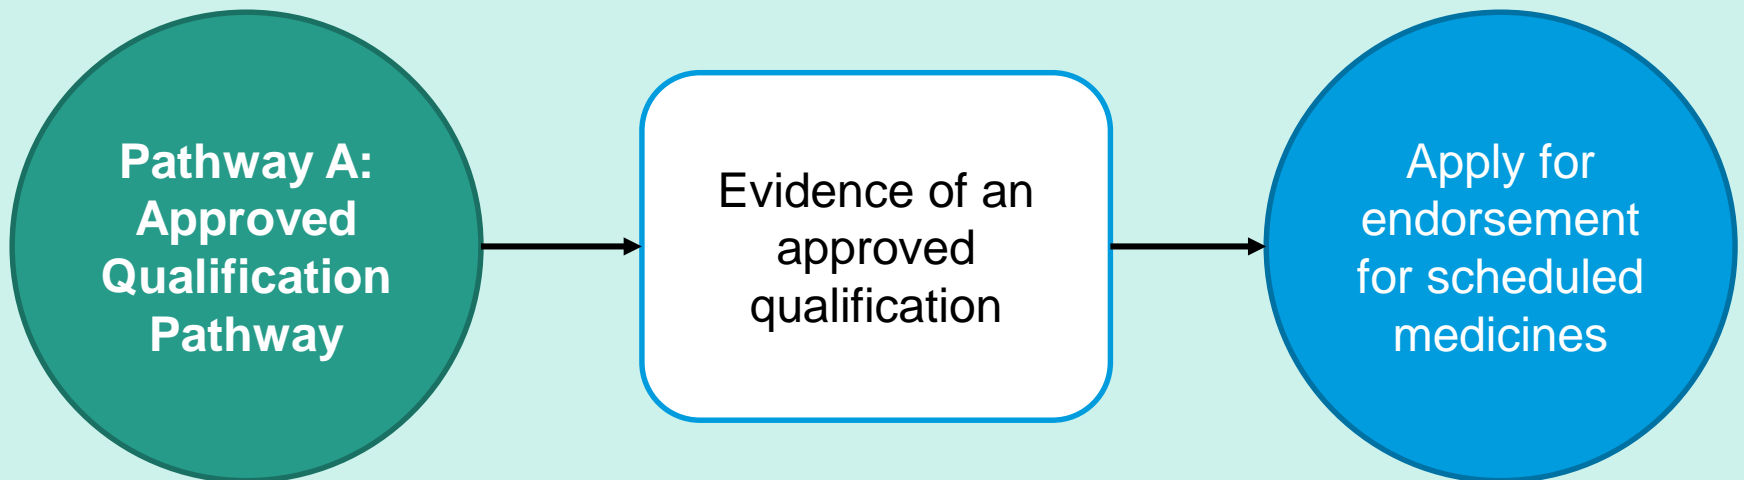 Pathway A:
Approved
Qualification
Pathway
Evidence of an
approved
qualification
Apply for
endorsement
for scheduled
medicines